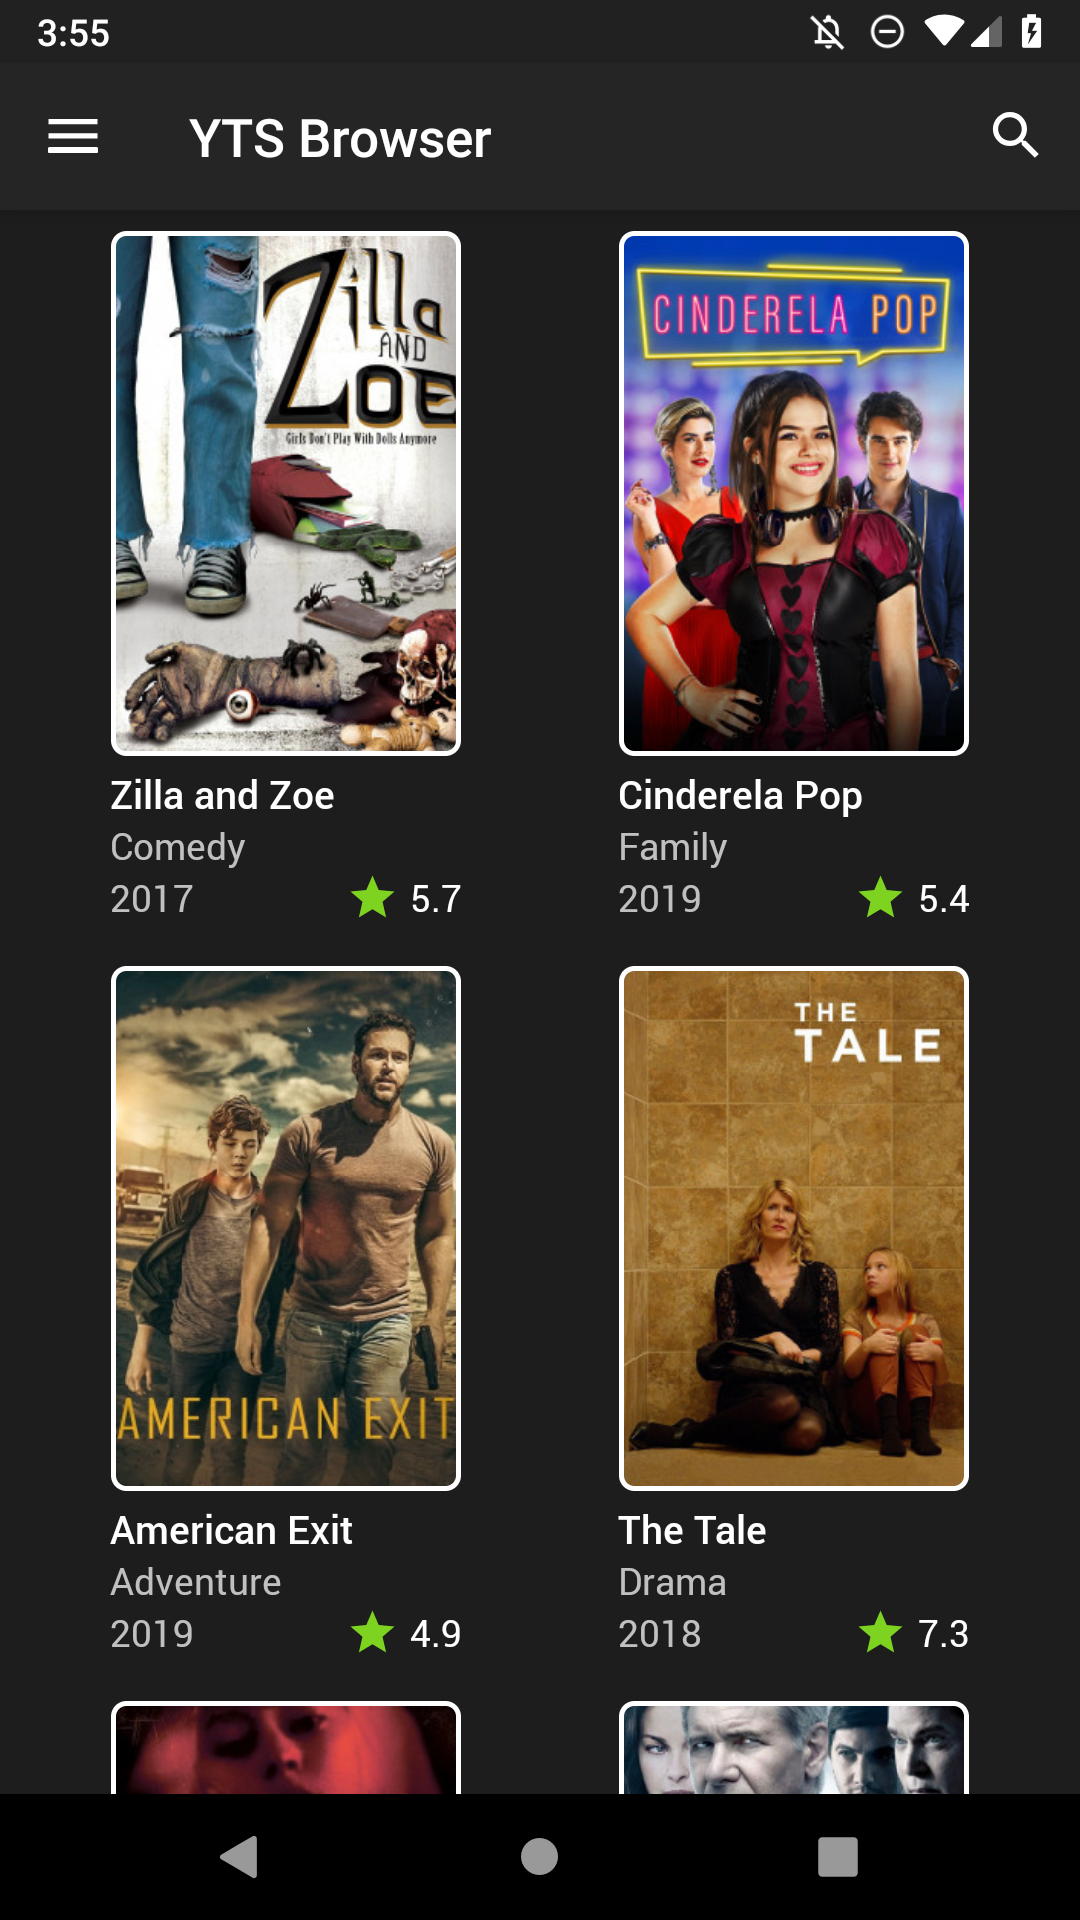 3:55
YTS Browser
Zilla
AND
ZOE
Girls Don't Play With Dolls Anymore
CINDERELA POP
Zilla and Zoe
Comedy
2017 5.7
Cinderela Pop
Family
2019 5.4
AMERICAN EXIT
THE
TALE
American Exit
Adventure
2019 4.9
The Tale
Drama
2018 7.3